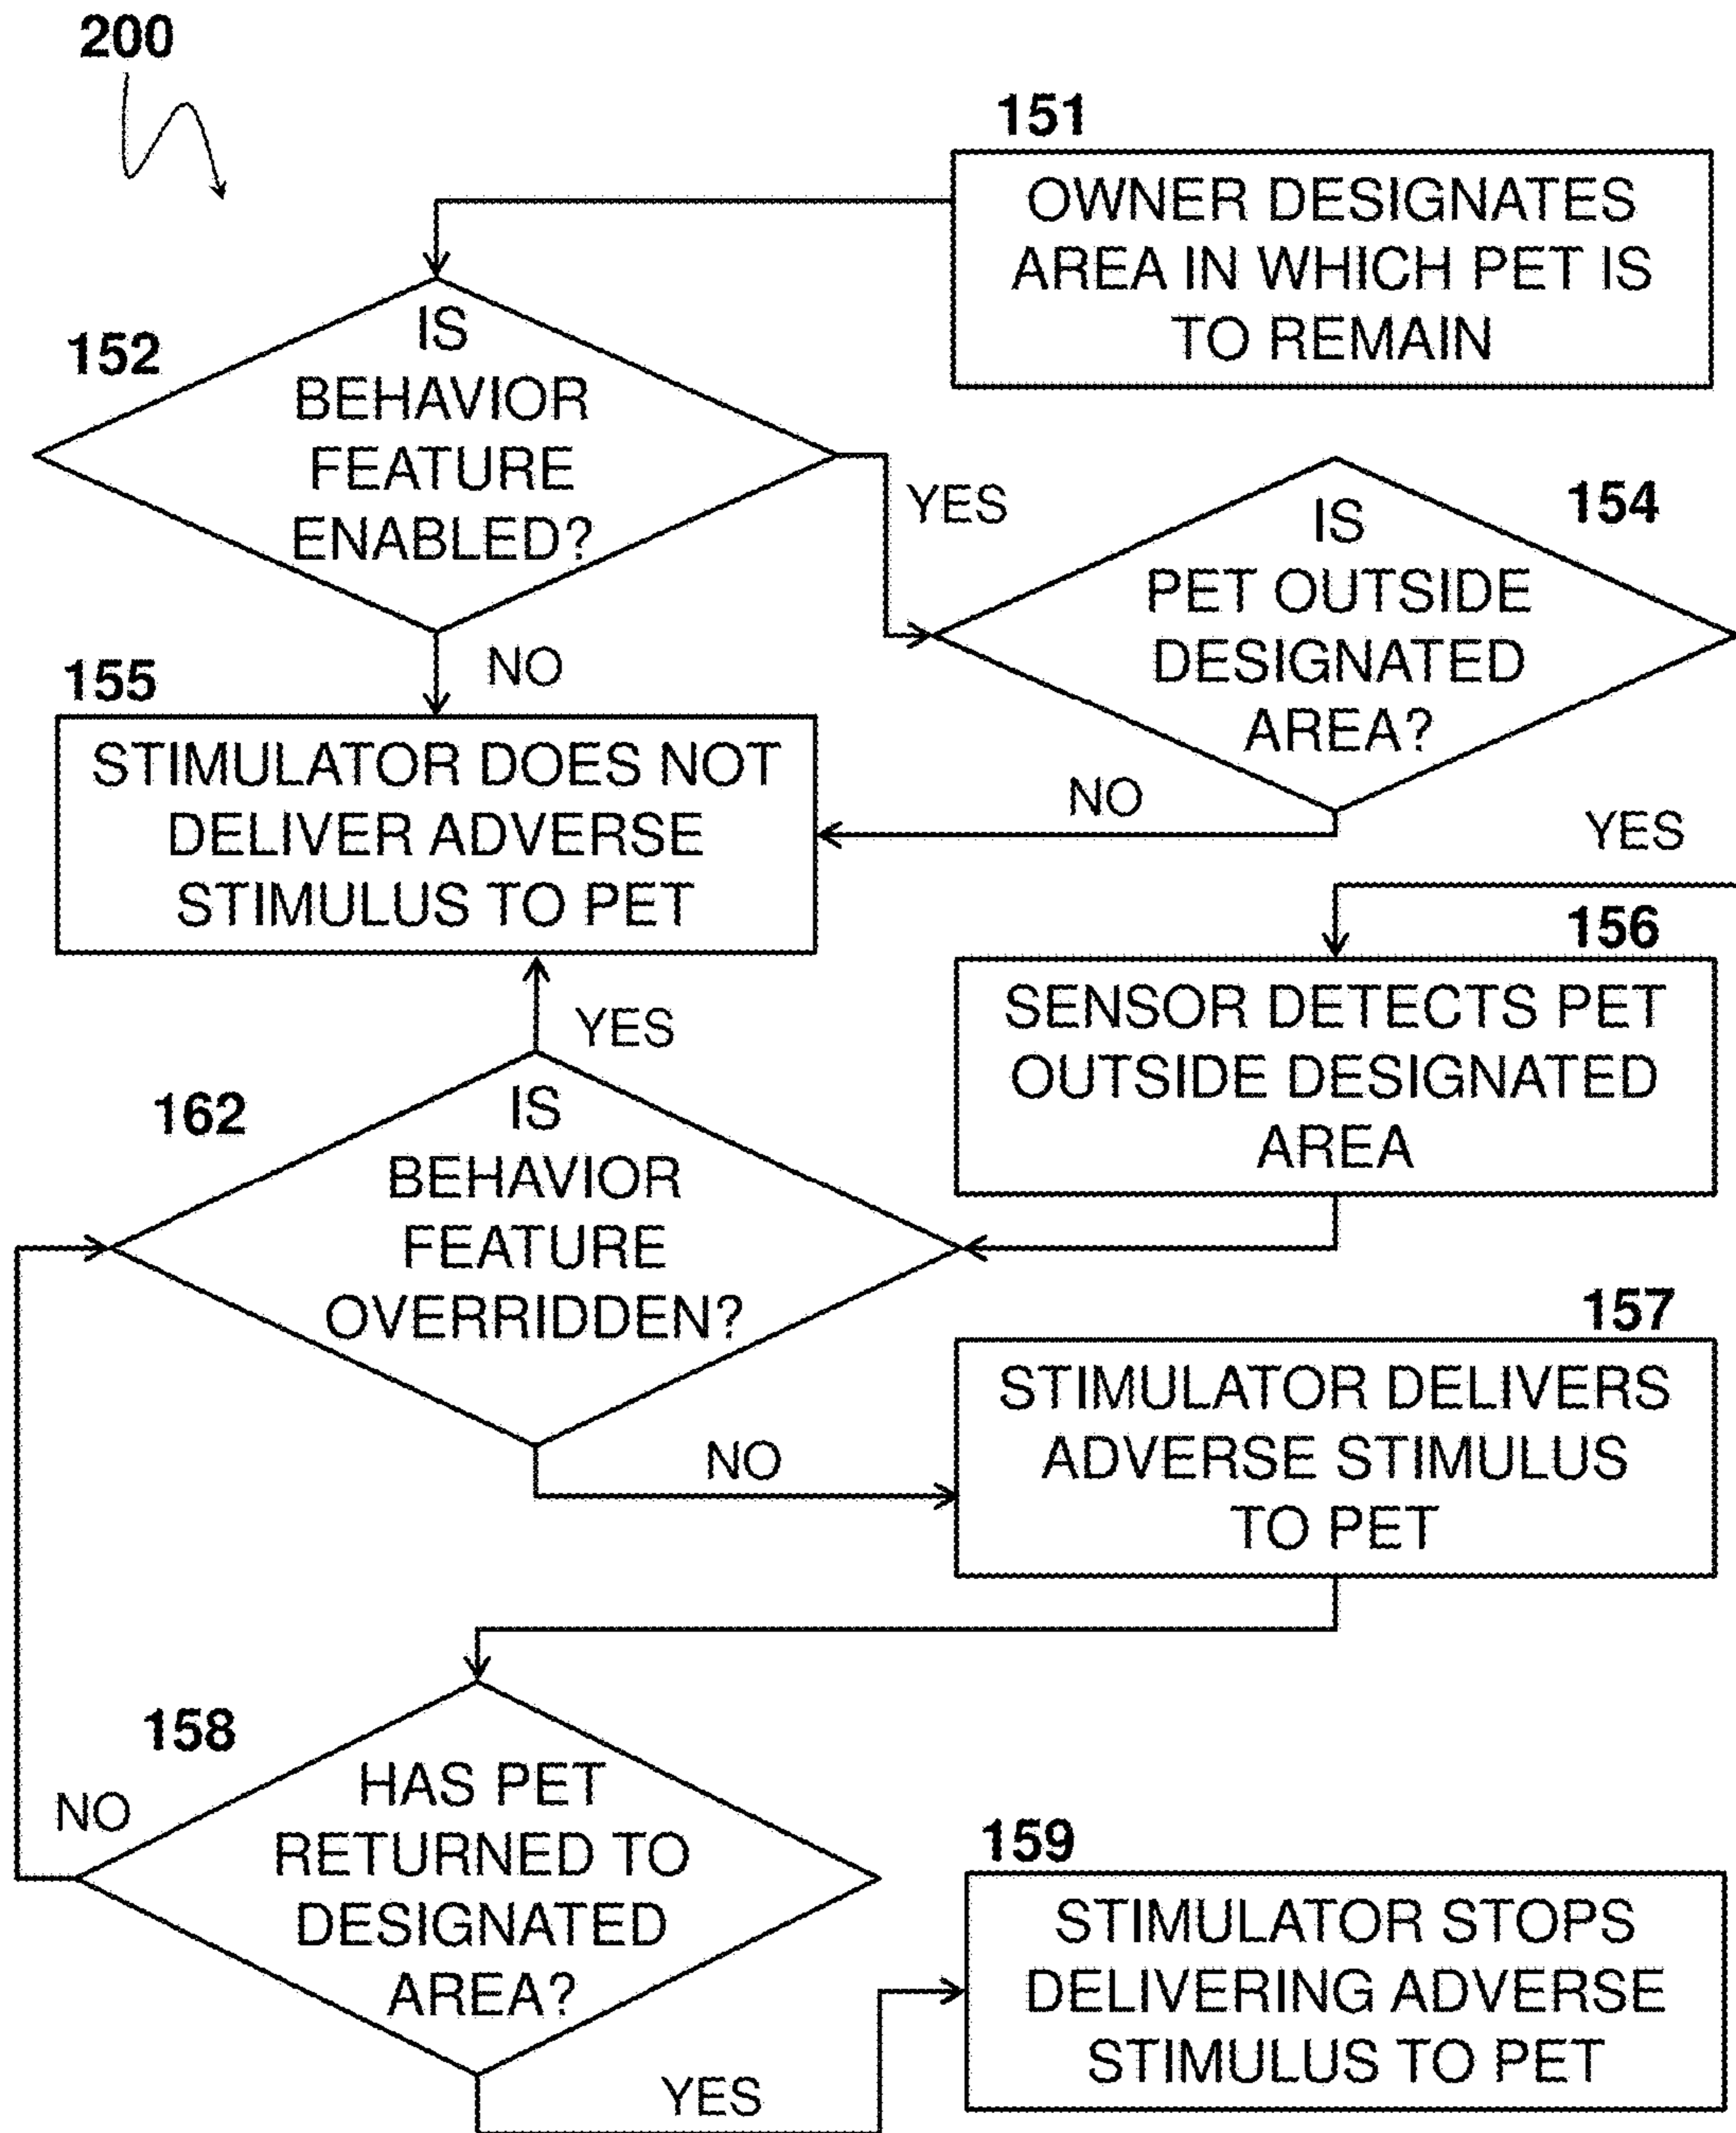 200
151
OWNER DESIGNATES
AREA IN WHICH PET IS
TO REMAIN
152
IS
BEHAVIOR
FEATURE
ENABLED?
YES
154
IS
PET OUTSIDE
DESIGNATED
AREA?
NO
155
STIMULATOR DOES NOT
DELIVER ADVERSE
STIMULUS TO PET
NO
YES
156
SENSOR DETECTS PET
OUTSIDE DESIGNATED
AREA
YES
162
IS
BEHAVIOR
FEATURE
OVERRIDDEN?
157
STIMULATOR DELIVERS
ADVERSE STIMULUS
TO PET
NO
158
HAS PET
RETURNED TO
DESIGNATED
AREA?
NO
159
STIMULATOR STOPS
DELIVERING ADVERSE
STIMULUS TO PET
YES